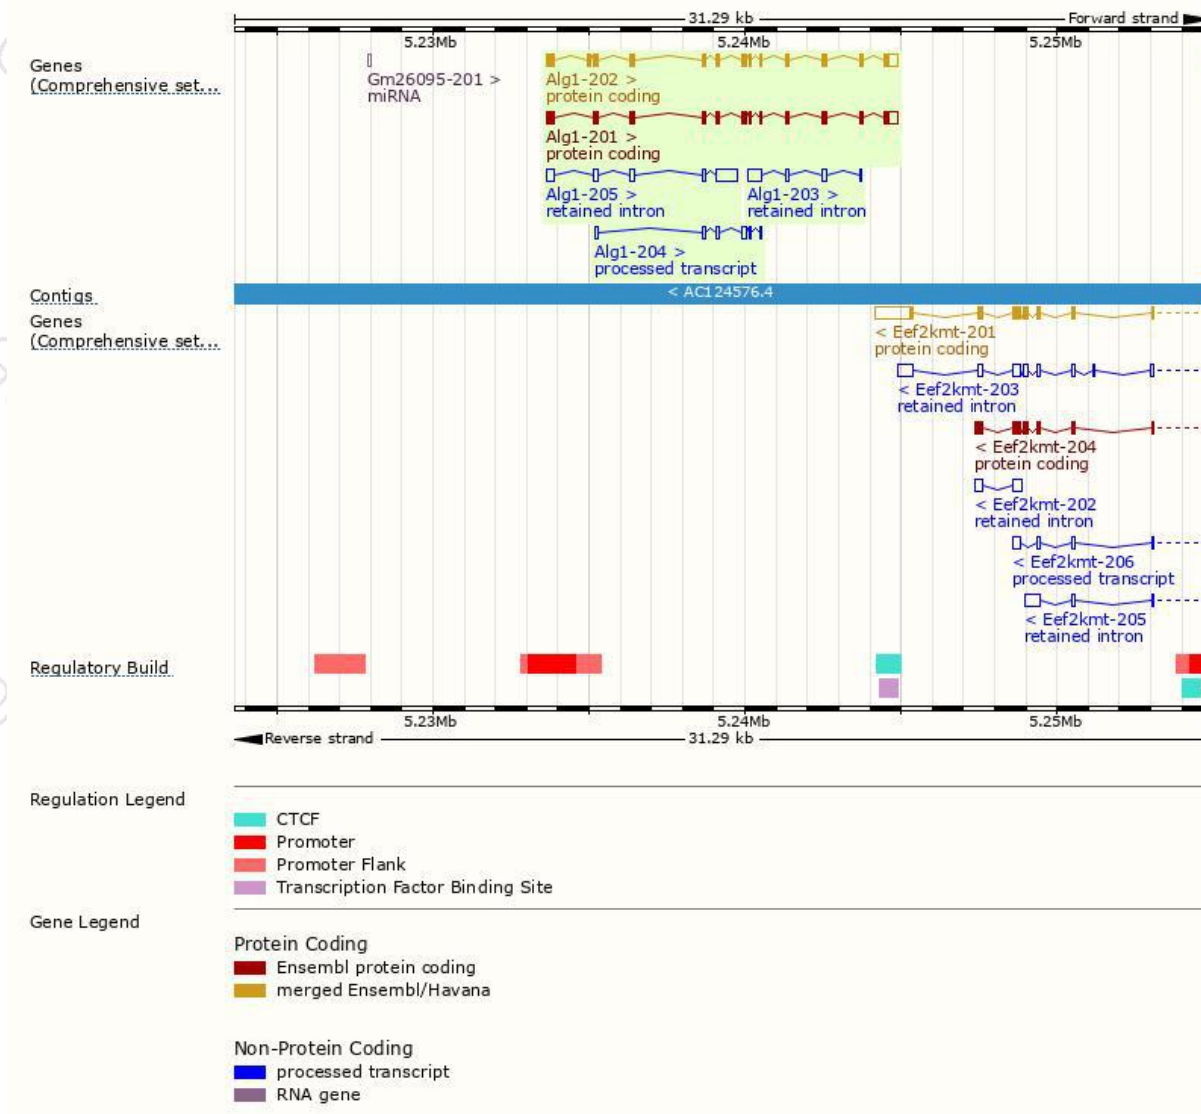 31.29 kb
Forward strand
5.23Mb 5.24Mb 5.25Mb
Genes
(Comprehensive set...
Gm26095-201 >
miRNA
Alg1-202 >
protein coding
Alg1-201 >
protein coding
Alg1-205 >
retained intron
Alg1-203 >
retained intron
Alg1-204 >
processed transcript
Contigs
< AC124576.4
Genes
(Comprehensive set...
< Eef2kmt-201
protein coding
< Eef2kmt-203
retained intron
< Eef2kmt-204
protein coding
< Eef2kmt-202
retained intron
< Eef2kmt-206
processed transcript
< Eef2kmt-205
retained intron
Regulatory Build
5.23Mb 5.24Mb 5.25Mb
Reverse strand
31.29 kb
Regulation Legend
CTCF
Promoter
Promoter Flank
Transcription Factor Binding Site
Gene Legend
Protein Coding
Ensembl protein coding
merged Ensembl/Havana
Non-Protein Coding
processed transcript
RNA gene